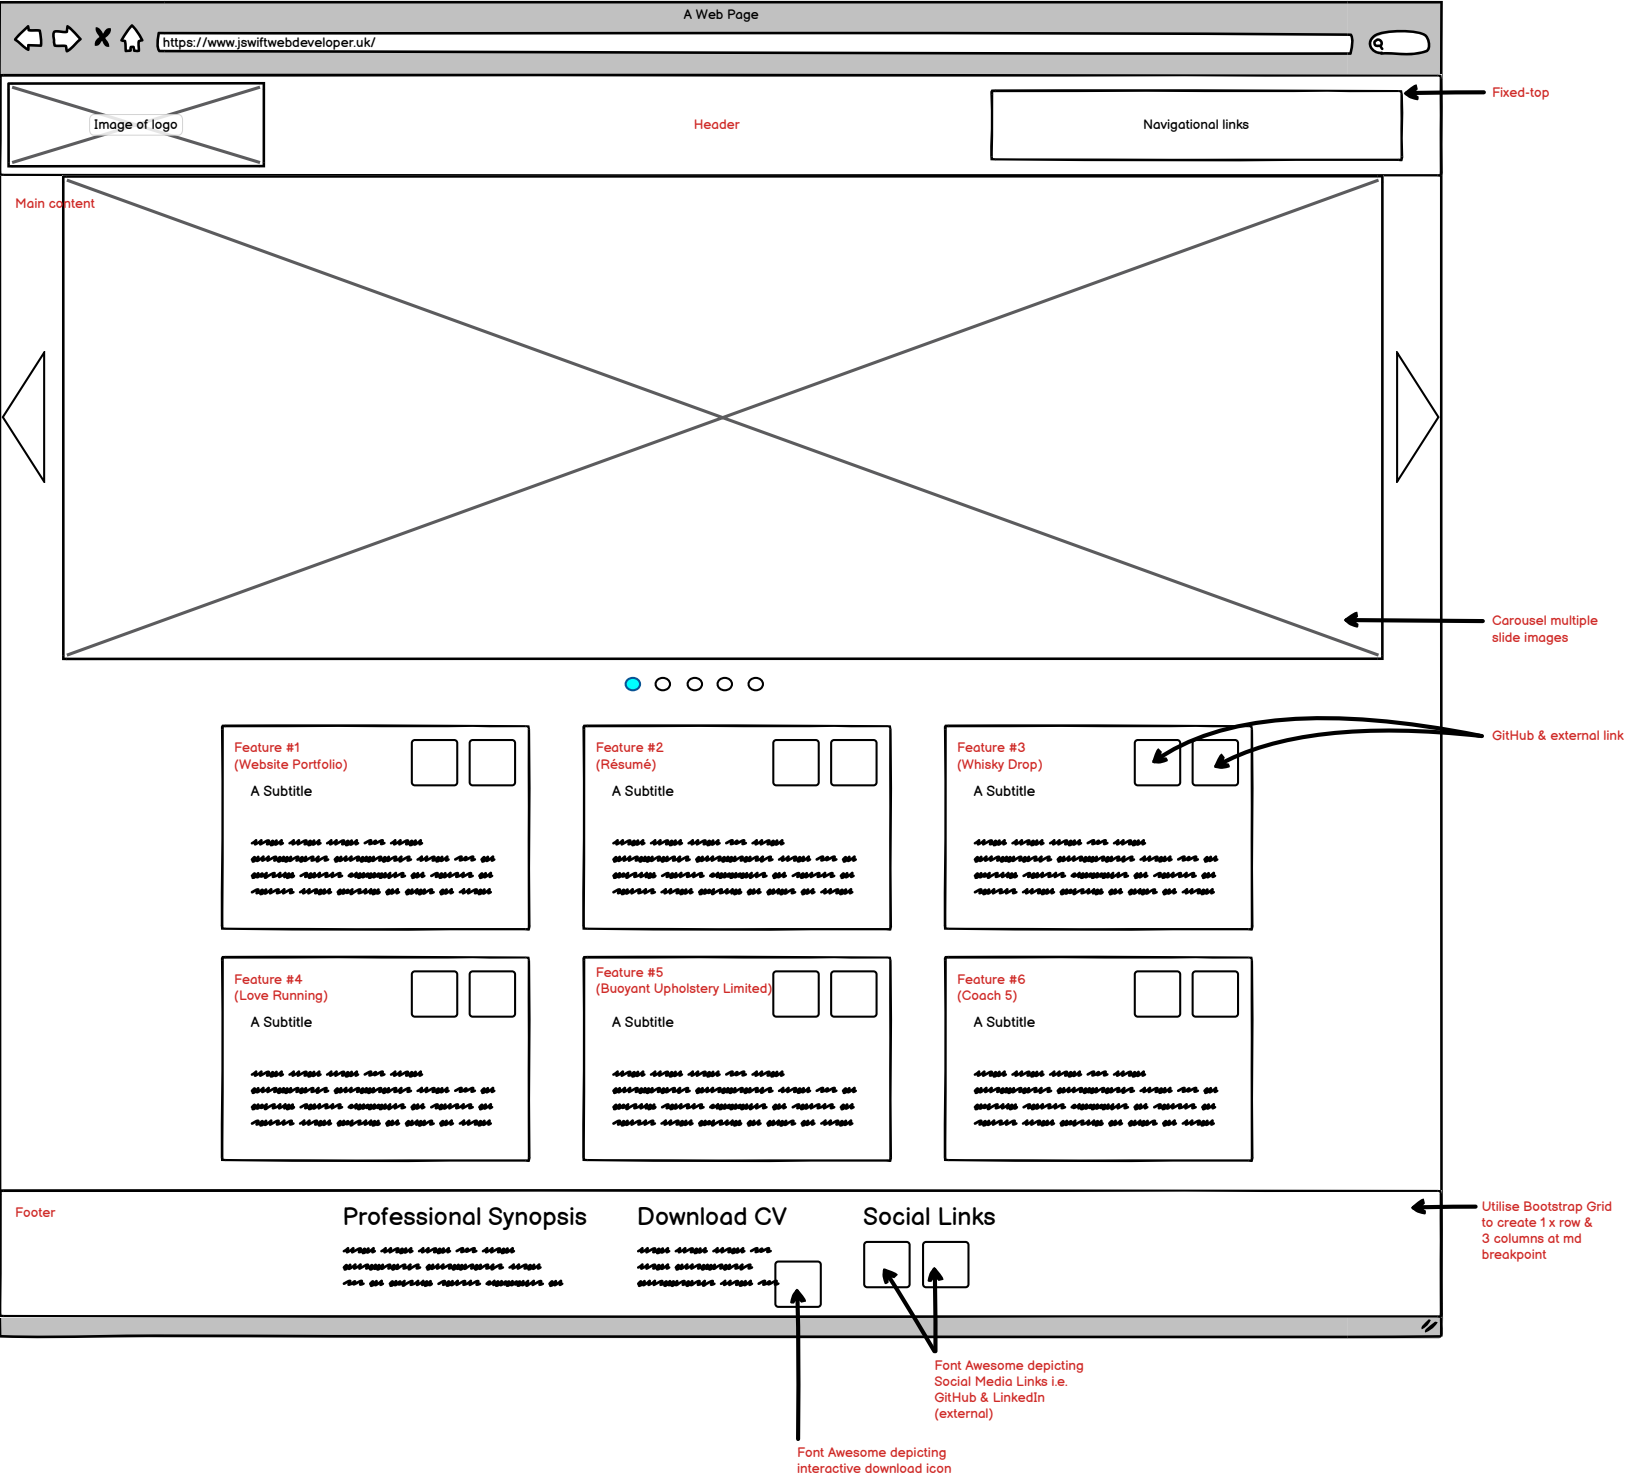 A Web Page
https://www.jswiftwebdeveloper.uk/
Image of logo
Header
Navigational links
Fixed-top
Main content
Carousel multiple
slide images
GitHub & external link
Feature #1
(Website Portfolio)
A Subtitle
Feature #2
(Résumé)
A Subtitle
Feature #3
(Whisky Drop)
A Subtitle
Feature #4
(Love Running)
A Subtitle
Feature #5
(Buoyant Upholstery Limited)
A Subtitle
Feature #6
(Coach 5)
A Subtitle
Footer
Professional Synopsis
Download CV
Social Links
Utilise Bootstrap Grid
to create 1 x row &
3 columns at md
breakpoint
Font Awesome depicting
Social Media Links i.e.
GitHub & LinkedIn
(external)
Font Awesome depicting
interactive download icon